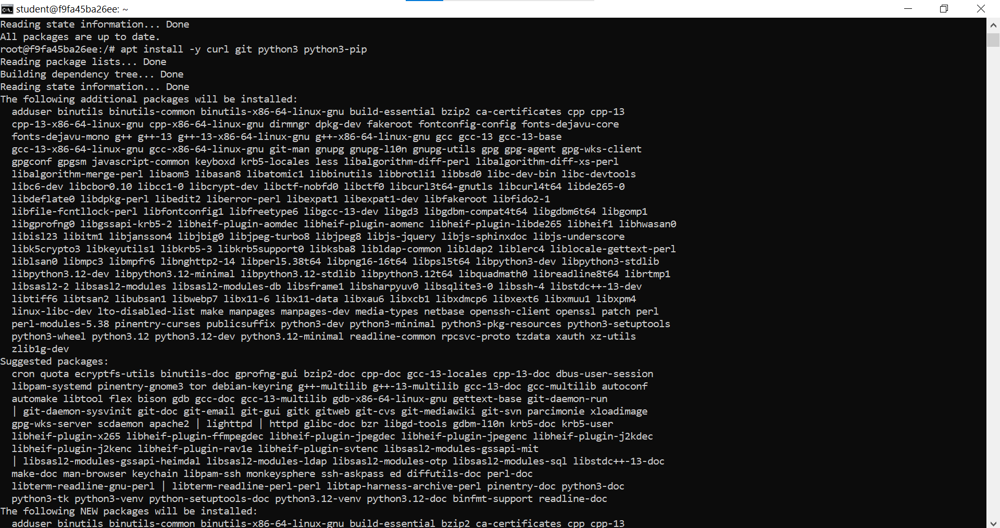 student@f9fa45ba26ee: ~
Reading state information... Done
All packages are up to date.
root@f9fa45ba26ee:/# apt install -y curl git python3 python3-pip
Reading package lists... Done
Building dependency tree... Done
Reading state information... Done
The following additional packages will be installed:
  adduser binutils binutils-common binutils-x86-64-linux-gnu build-essential bzip2 ca-certificates cpp cpp-13
  cpp-13-x86-64-linux-gnu cpp-x86-64-linux-gnu dirmngr dpkg-dev fakeroot fontconfig-config fonts-dejavu-core
  fonts-dejavu-mono g++ g++-13 g++-13-x86-64-linux-gnu g++-x86-64-linux-gnu gcc gcc-13 gcc-13-base
  gcc-13-x86-64-linux-gnu gcc-x86-64-linux-gnu git-man gnupg gnupg-l10n gnupg-utils gpg gpg-agent gpg-wks-client
  gpgconf gpgsm javascript-common keyboxd krb5-locales less libalgorithm-diff-perl libalgorithm-diff-xs-perl
  libalgorithm-merge-perl libaom3 libasan8 libatomic1 libbinutils libbrotli1 libbsd0 libc-dev-bin libc-devtools
  libc6-dev libcbor0.10 libcc1-0 libcrypt-dev libctf-nobfd0 libctf0 libcurl3t64-gnutls libcurl4t64 libde265-0
  libdeflate0 libdpkg-perl libedit2 liberror-perl libexpat1 libexpat1-dev libfakeroot libfido2-1
  libfile-fcntllock-perl libfontconfig1 libfreetype6 libgcc-13-dev libgd3 libgdbm-compat4t64 libgdbm6t64 libgomp1
  libgprofng0 libgssapi-krb5-2 libheif-plugin-aomdec libheif-plugin-aomenc libheif-plugin-libde265 libheif1 libhwasan0
  libisl23 libitm1 libjansson4 libjbig0 libjpeg-turbo8 libjpeg8 libjs-jquery libjs-sphinxdoc libjs-underscore
  libk5crypto3 libkeyutils1 libkrb5-3 libkrb5support0 libksba8 libldap-common libldap2 liblerc4 liblocale-gettext-perl
  liblsan0 libmpc3 libmpfr6 libnghttp2-14 libperl5.38t64 libpng16-16t64 libpsl5t64 libpython3-dev libpython3-stdlib
  libpython3.12-dev libpython3.12-minimal libpython3.12-stdlib libpython3.12t64 libquadmath0 libreadline8t64 librtmp1
  libsasl2-2 libsasl2-modules libsasl2-modules-db libsframe1 libsharpyuv0 libsqlite3-0 libssh-4 libstdc++-13-dev
  libtiff6 libtsan2 libubsan1 libwebp7 libx11-6 libx11-data libxau6 libxcb1 libxdmcp6 libxext6 libxmuu1 libxpm4
  linux-libc-dev lto-disabled-list make manpages manpages-dev media-types netbase openssh-client openssl patch perl
  perl-modules-5.38 pinentry-curses publicsuffix python3-dev python3-minimal python3-pkg-resources python3-setuptools
  python3-wheel python3.12 python3.12-dev python3.12-minimal readline-common rpcsvc-proto tzdata xauth xz-utils
  zlib1g-dev
Suggested packages:
  cron quota ecryptfs-utils binutils-doc gprofng-gui bzip2-doc cpp-doc gcc-13-locales cpp-13-doc dbus-user-session
  libpam-systemd pinentry-gnome3 tor debian-keyring g++-multilib g++-13-multilib gcc-13-doc gcc-multilib autoconf
  automake libtool flex bison gdb gcc-doc gcc-13-multilib gdb-x86-64-linux-gnu gettext-base git-daemon-run
  | git-daemon-sysvinit git-doc git-email git-gui gitk gitweb git-cvs git-mediawiki git-svn parcimonie xloadimage
  gpg-wks-server scdaemon apache2 | lighttpd | httpd glibc-doc bzr libgd-tools gdbm-l10n krb5-doc krb5-user
  libheif-plugin-x265 libheif-plugin-ffmpegdec libheif-plugin-jpegdec libheif-plugin-jpegenc libheif-plugin-j2kdec
  libheif-plugin-j2kenc libheif-plugin-rav1e libheif-plugin-svtenc libsasl2-modules-gssapi-mit
  | libsasl2-modules-gssapi-heimdal libsasl2-modules-ldap libsasl2-modules-otp libsasl2-modules-sql libstdc++-13-doc
  make-doc man-browser keychain libpam-ssh monkeysphere ssh-askpass ed diffutils-doc perl-doc
  libterm-readline-gnu-perl | libterm-readline-perl-perl libtap-harness-archive-perl pinentry-doc python3-doc
  python3-tk python3-venv python-setuptools-doc python3.12-venv python3.12-doc binfmt-support readline-doc
The following NEW packages will be installed:
  adduser binutils binutils-common binutils-x86-64-linux-gnu build-essential bzip2 ca-certificates cpp cpp-13